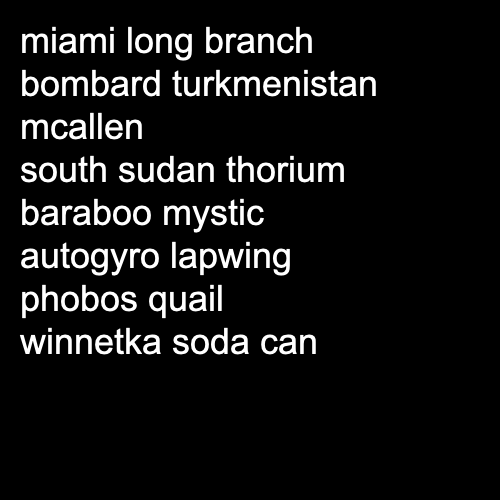 miami long branch
bombard turkmenistan
mcallen
south sudan thorium
baraboo mystic
autogyro lapwing
phobos quail
winnetka soda can